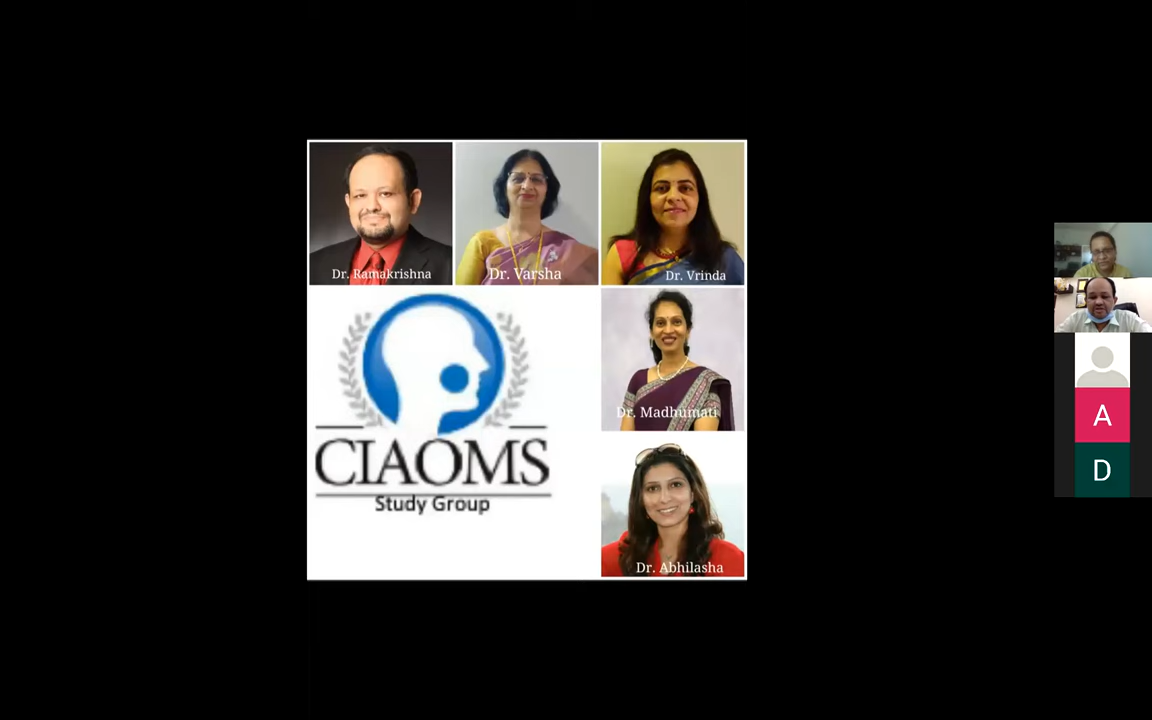 Dr. Ramakrishna
Dr. Varsha
Dr. Vrinda
Dr. Madhumati
CIAOMS
Study Group
Dr. Abhilasha
A
D